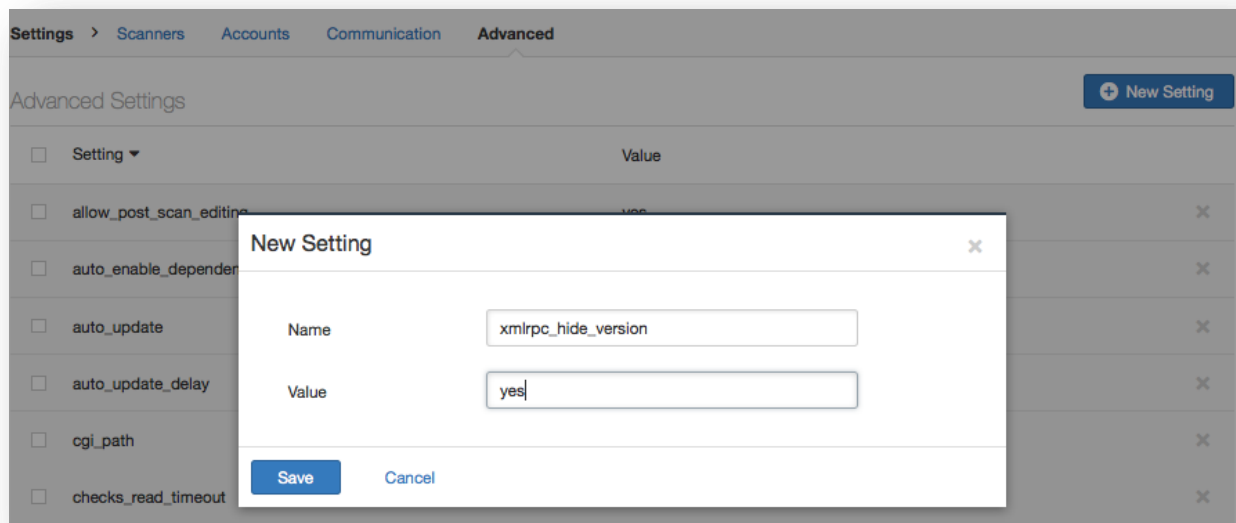 Settings > Scanners Accounts Communication Advanced
Advanced Settings
New Setting
Setting Value
allow_post_scan_editing yes
New Setting
auto_enable_dependen
Name xmlrpc_hide_version
auto_update
auto_update_delay
Value yes
cgi_path
Save Cancel
checks_read_timeout